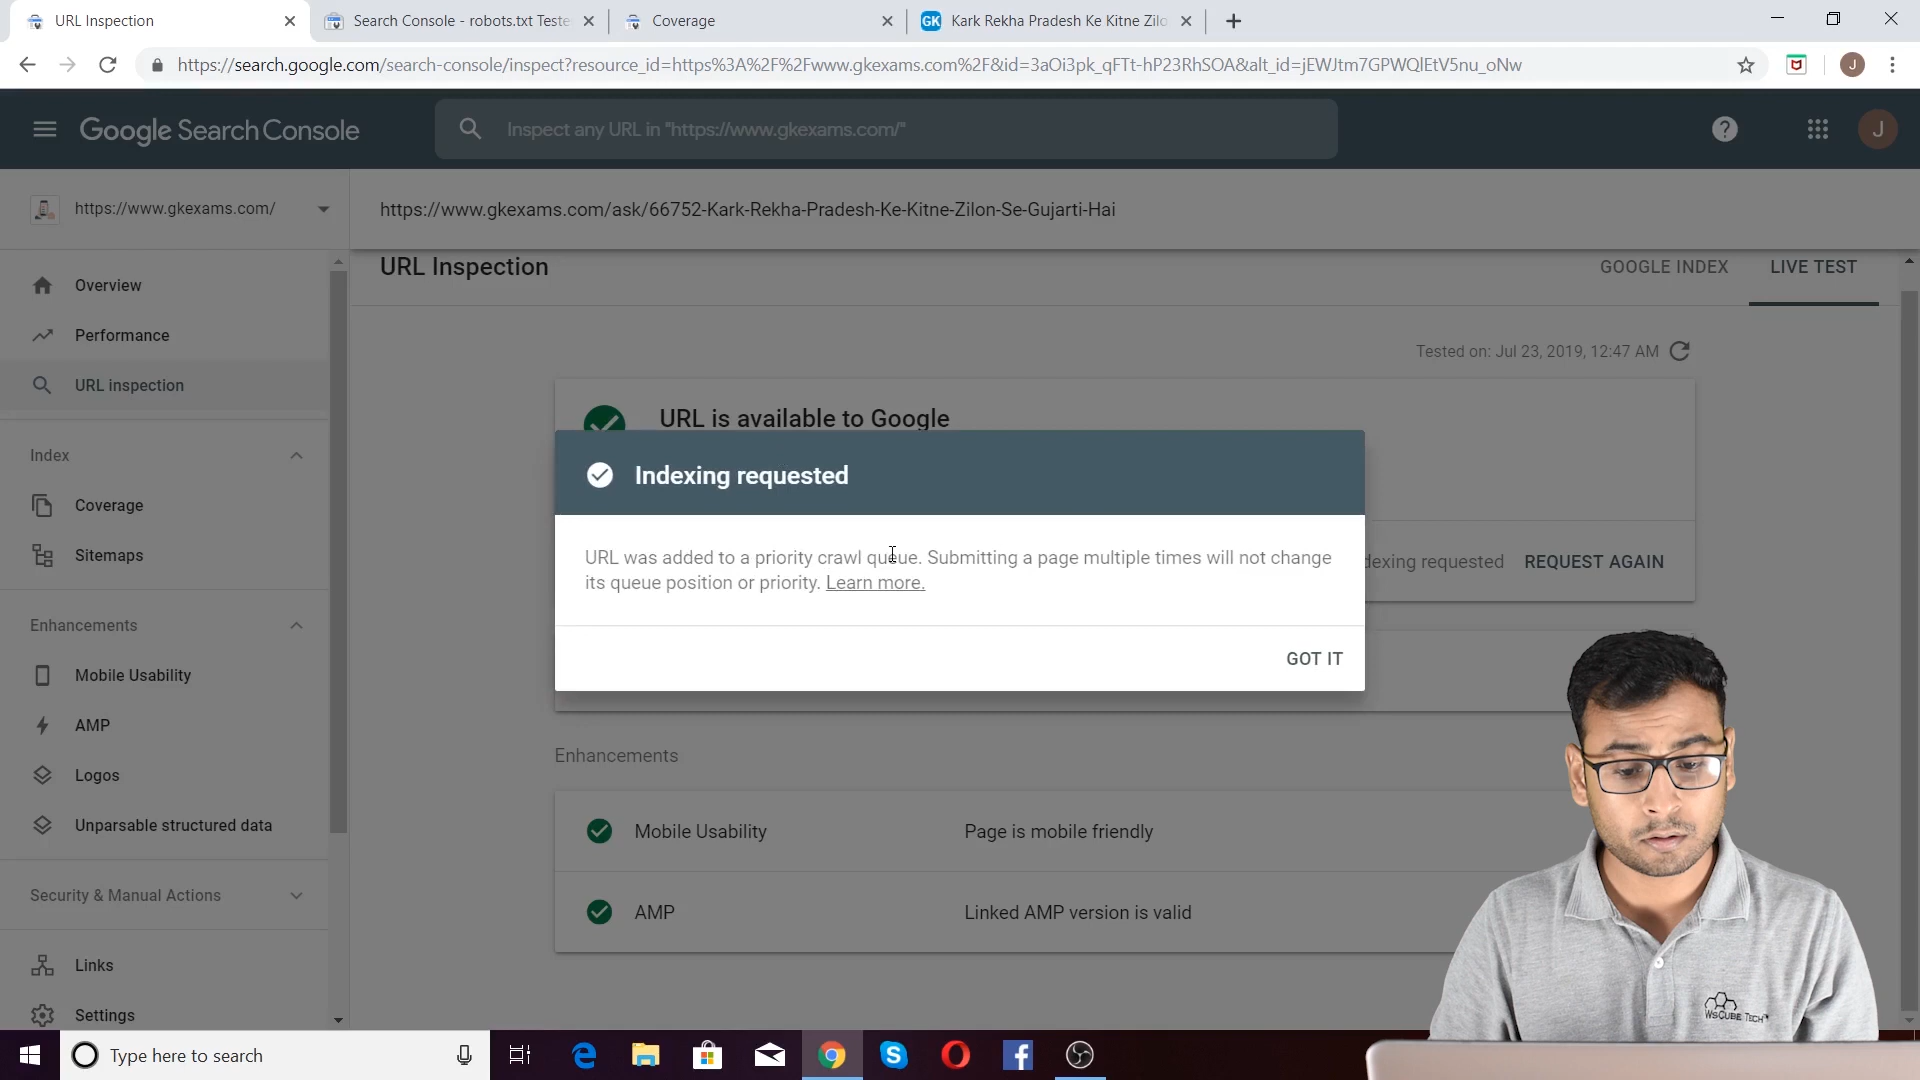 URL Inspection
Search Console - robots.txt Teste
Coverage
GK
Kark Rekha Pradesh Ke Kitne Zilo
https://search.google.com/search-console/inspect?resource_id=https%3A%2F%2Fwww.gkexams.com%2F&id=3aOi3pk_qFTt-hP23RhSOA&alt_id=jEWJtm7GPWQlEtV5nu_oNw
J
Google Search Console
Inspect any URL in "https://www.gkexams.com/"
J
https://www.gkexams.com/
https://www.gkexams.com/ask/66752-Kark-Rekha-Pradesh-Ke-Kitne-Zilon-Se-Gujarti-Hai
Overview
Performance
URL inspection
Index
Coverage
Sitemaps
Enhancements
Mobile Usability
AMP
Logos
Unparsable structured data
Security & Manual Actions
Links
Settings
URL Inspection
GOOGLE INDEX
LIVE TEST
Tested on: Jul 23, 2019, 12:47 AM
URL is available to Google
Indexing requested
URL was added to a priority crawl queue. Submitting a page multiple times will not change
its queue position or priority. Learn more.
dexing requested
REQUEST AGAIN
GOT IT
Enhancements
Mobile Usability
Page is mobile friendly
AMP
Linked AMP version is valid
WsCube Tech
Type here to search